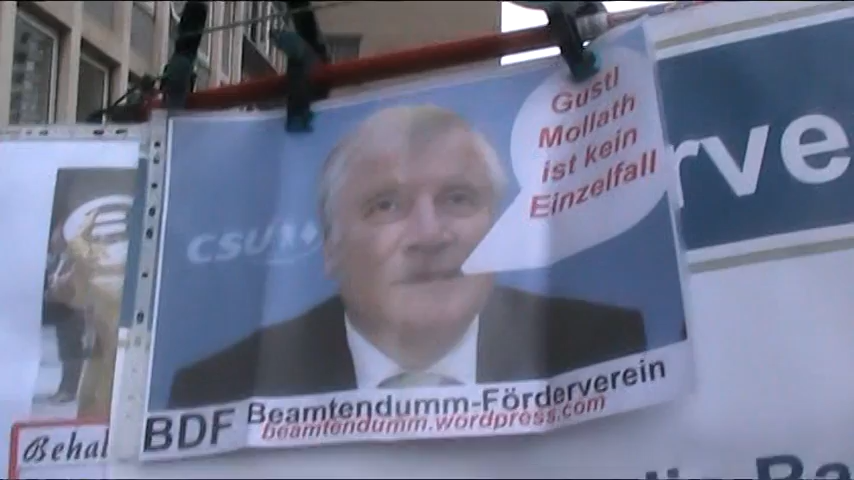 Gustl
Mollath
ist kein
Einzelfall
rve
CSU
BDF Beamtendumm-Förderverein
beamtendumm.wordpress.com
Behal